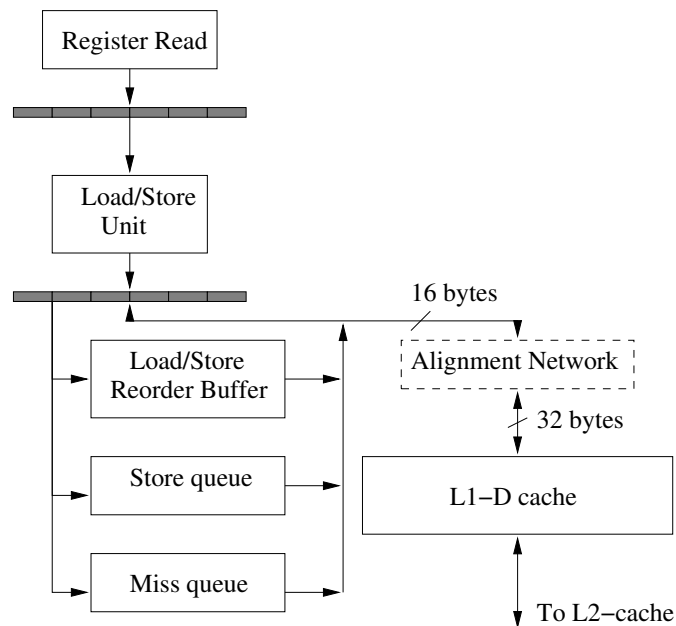 Register Read
Load/Store
Unit
16 bytes
Load/Store
Reorder Buffer
Alignment Network
32 bytes
Store queue
L1−D cache
Miss queue
To L2−cache